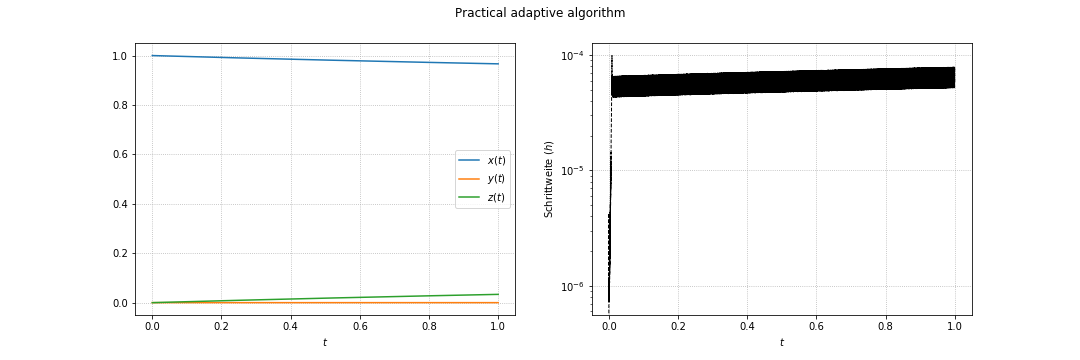 Practical adaptive algorithm
1.0
0.8
0.6
0.4
0.2
0.0
x(t)
y(t)
z(t)
0.0 0.2 0.4 0.6 0.8 1.0
t
Schrittweite (h)
10⁻⁴
10⁻⁵
10⁻⁶
0.0 0.2 0.4 0.6 0.8 1.0
t